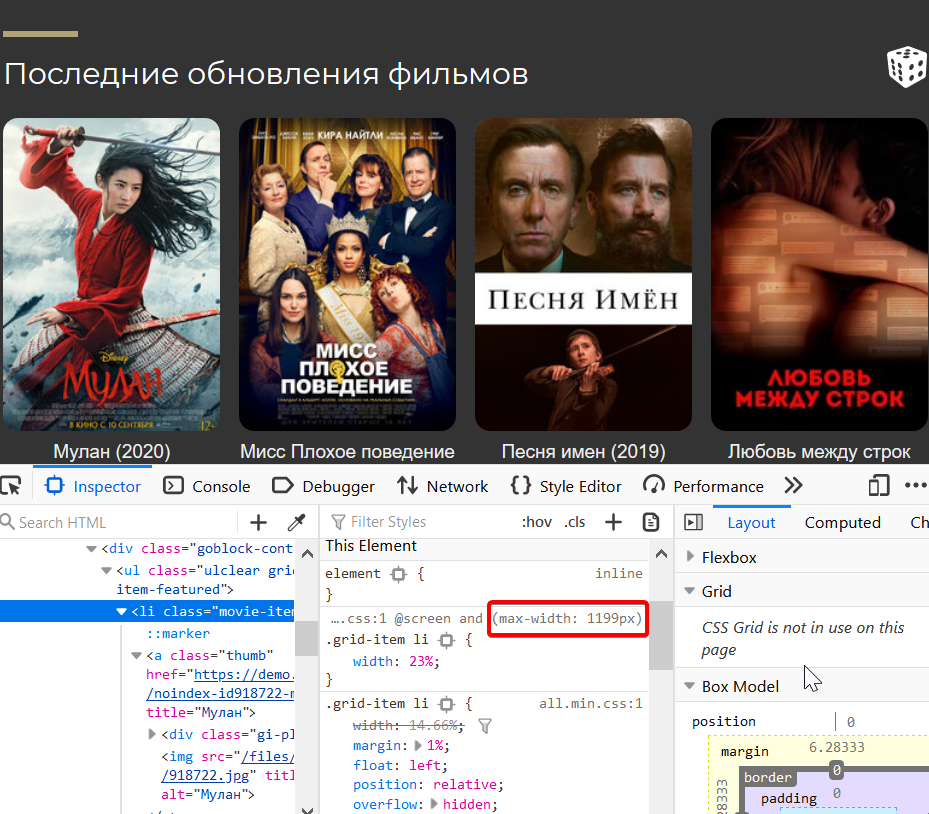 Последние обновления фильмов
КИРА НАЙТЛИ
Miss
Disney
МУЛАН
В КИНО С 10 СЕНТЯБРЯ
12+
МИСС
ПЛОХОЕ
ПОВЕДЕНИЕ
ПЕСНЯ ИМЁН
ЛЮБОВЬ
МЕЖДУ СТРОК
Мулан (2020)
Мисс Плохое поведение
Песня имен (2019)
Любовь между строк
Inspector
Console
Debugger
Network
Style Editor
Performance
Search HTML
<div class="goblock-cont
<ul class="ulclear gri
item-featured">
<li class="movie-iten
::marker
<a class="thumb"
href="https://demo.
/noindex-id918722-m
title="Мулан">
<div class="gi-pl
<img src="/files/
/918722.jpg" titl
alt="Мулан">
Filter Styles
:hov .cls
This Element
element { inline
}
….css:1 @screen and (max-width: 1199px)
.grid-item li {
width: 23%;
}
.grid-item li { all.min.css:1
width: 14.66%;
margin: 1%;
float: left;
position: relative;
overflow: hidden;
Layout
Computed
Ch
Flexbox
Grid
CSS Grid is not in use on this
page
Box Model
position 0
margin 6.28333
border 0
padding 0
28333